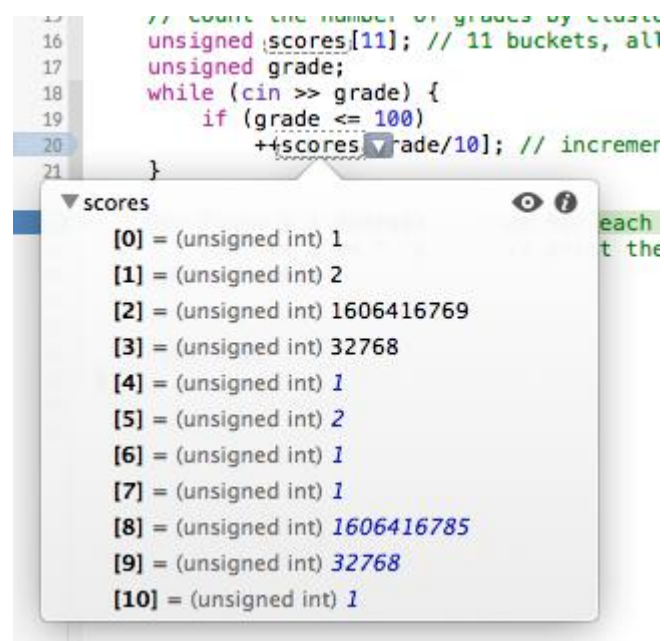 16 unsigned scores[11]; // 11 buckets, all
17 unsigned grade;
18 while (cin >> grade) {
19 if (grade <= 100)
20 ++scores rade/10]; // incremen
21 }
scores
each
[0] = (unsigned int) 1
t the
[1] = (unsigned int) 2
[2] = (unsigned int) 1606416769
[3] = (unsigned int) 32768
[4] = (unsigned int) 1
[5] = (unsigned int) 2
[6] = (unsigned int) 1
[7] = (unsigned int) 1
[8] = (unsigned int) 1606416785
[9] = (unsigned int) 32768
[10] = (unsigned int) 1